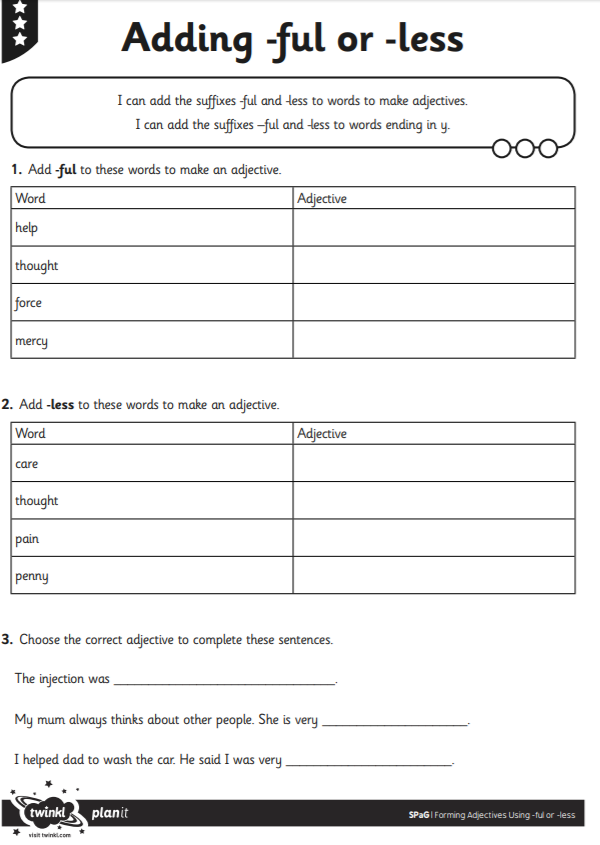 Adding -ful or -less
I can add the suffixes -ful and -less to words to make adjectives.
I can add the suffixes –ful and -less to words ending in y.
1. Add -ful to these words to make an adjective.
Word Adjective
help
thought
force
mercy
2. Add -less to these words to make an adjective.
Word Adjective
care
thought
pain
penny
3. Choose the correct adjective to complete these sentences.
The injection was ________________________________.
My mum always thinks about other people. She is very _____________________.
I helped dad to wash the car. He said I was very ________________________.
twinkl planit SPaG | Forming Adjectives Using -ful or -less
visit twinkl.com